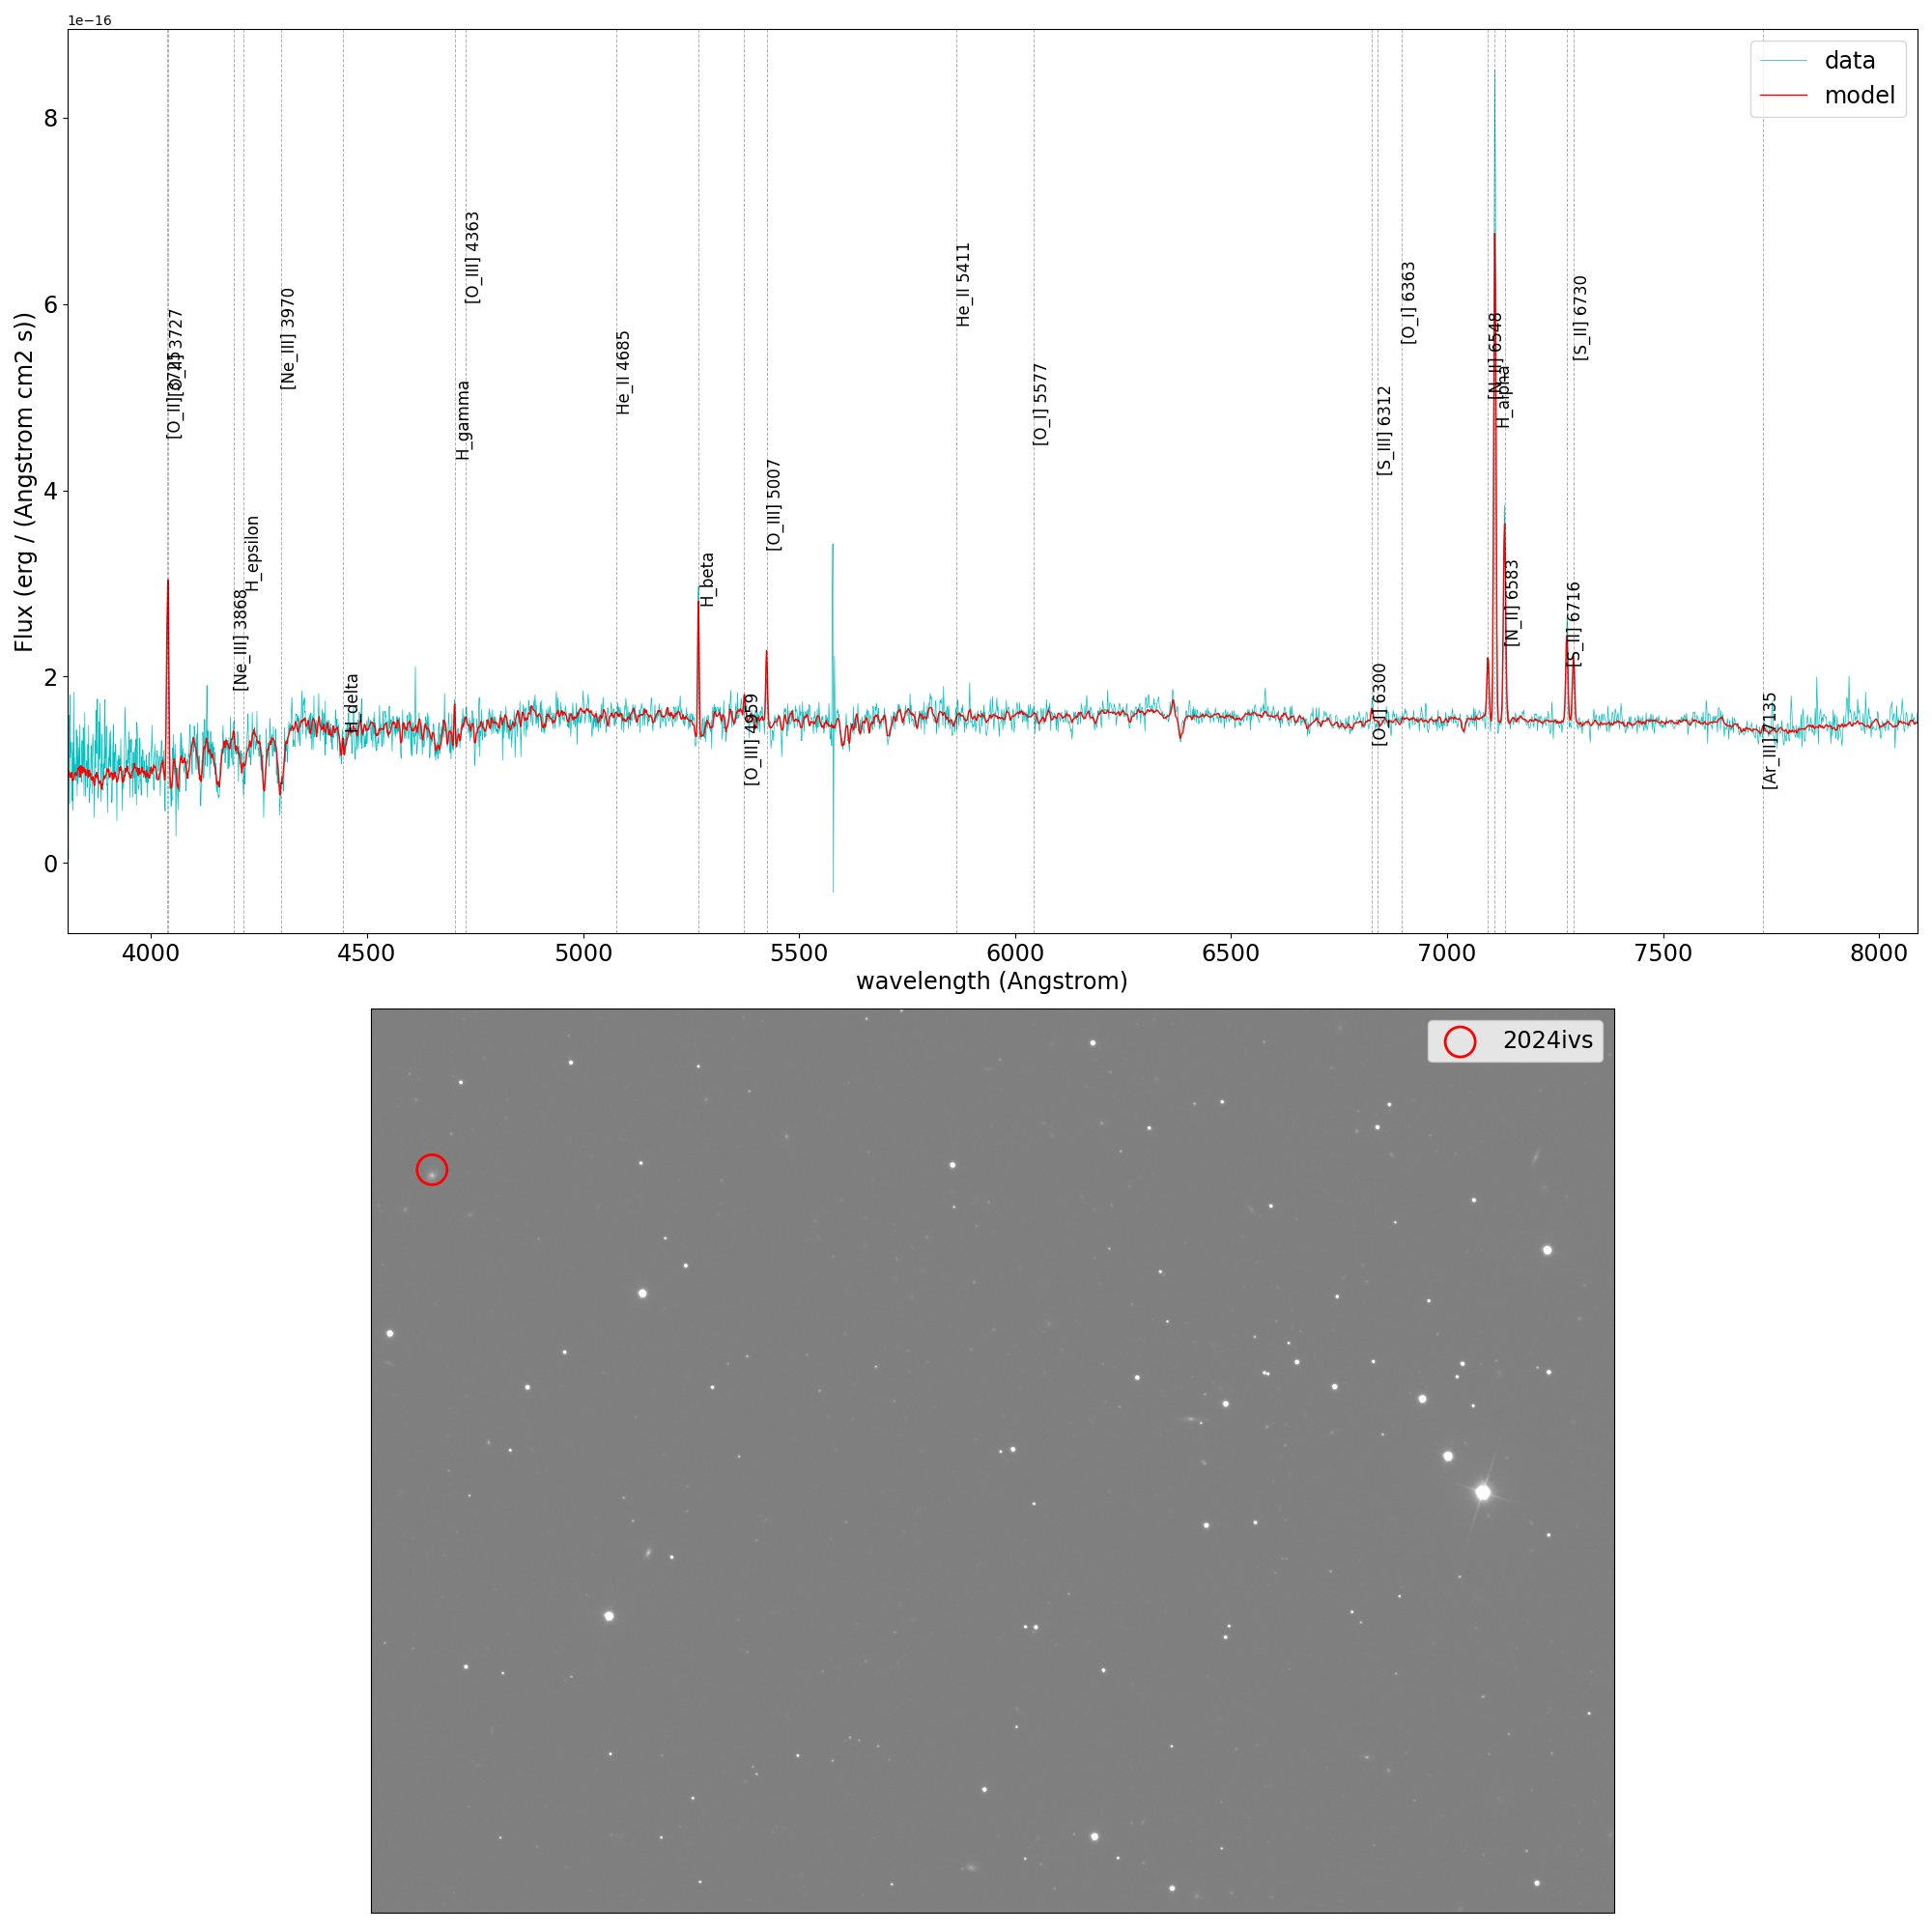 1e−16
data
model
8
6
4
2
0
Flux (erg / (Angstrom cm2 s))
[O_II] 3727
[O_II] 3725
[Ne_III] 3868
H_epsilon
[Ne_III] 3970
H_delta
H_gamma
[O_III] 4363
He_II 4685
H_beta
[O_III] 4959
[O_III] 5007
He_II 5411
[O_I] 5577
[O_I] 6300
[S_III] 6312
[O_I] 6363
[N_II] 6548
H_alpha
[N_II] 6583
[S_II] 6716
[S_II] 6730
[Ar_III] 7135
4000 4500 5000 5500 6000 6500 7000 7500 8000
wavelength (Angstrom)
2024ivs